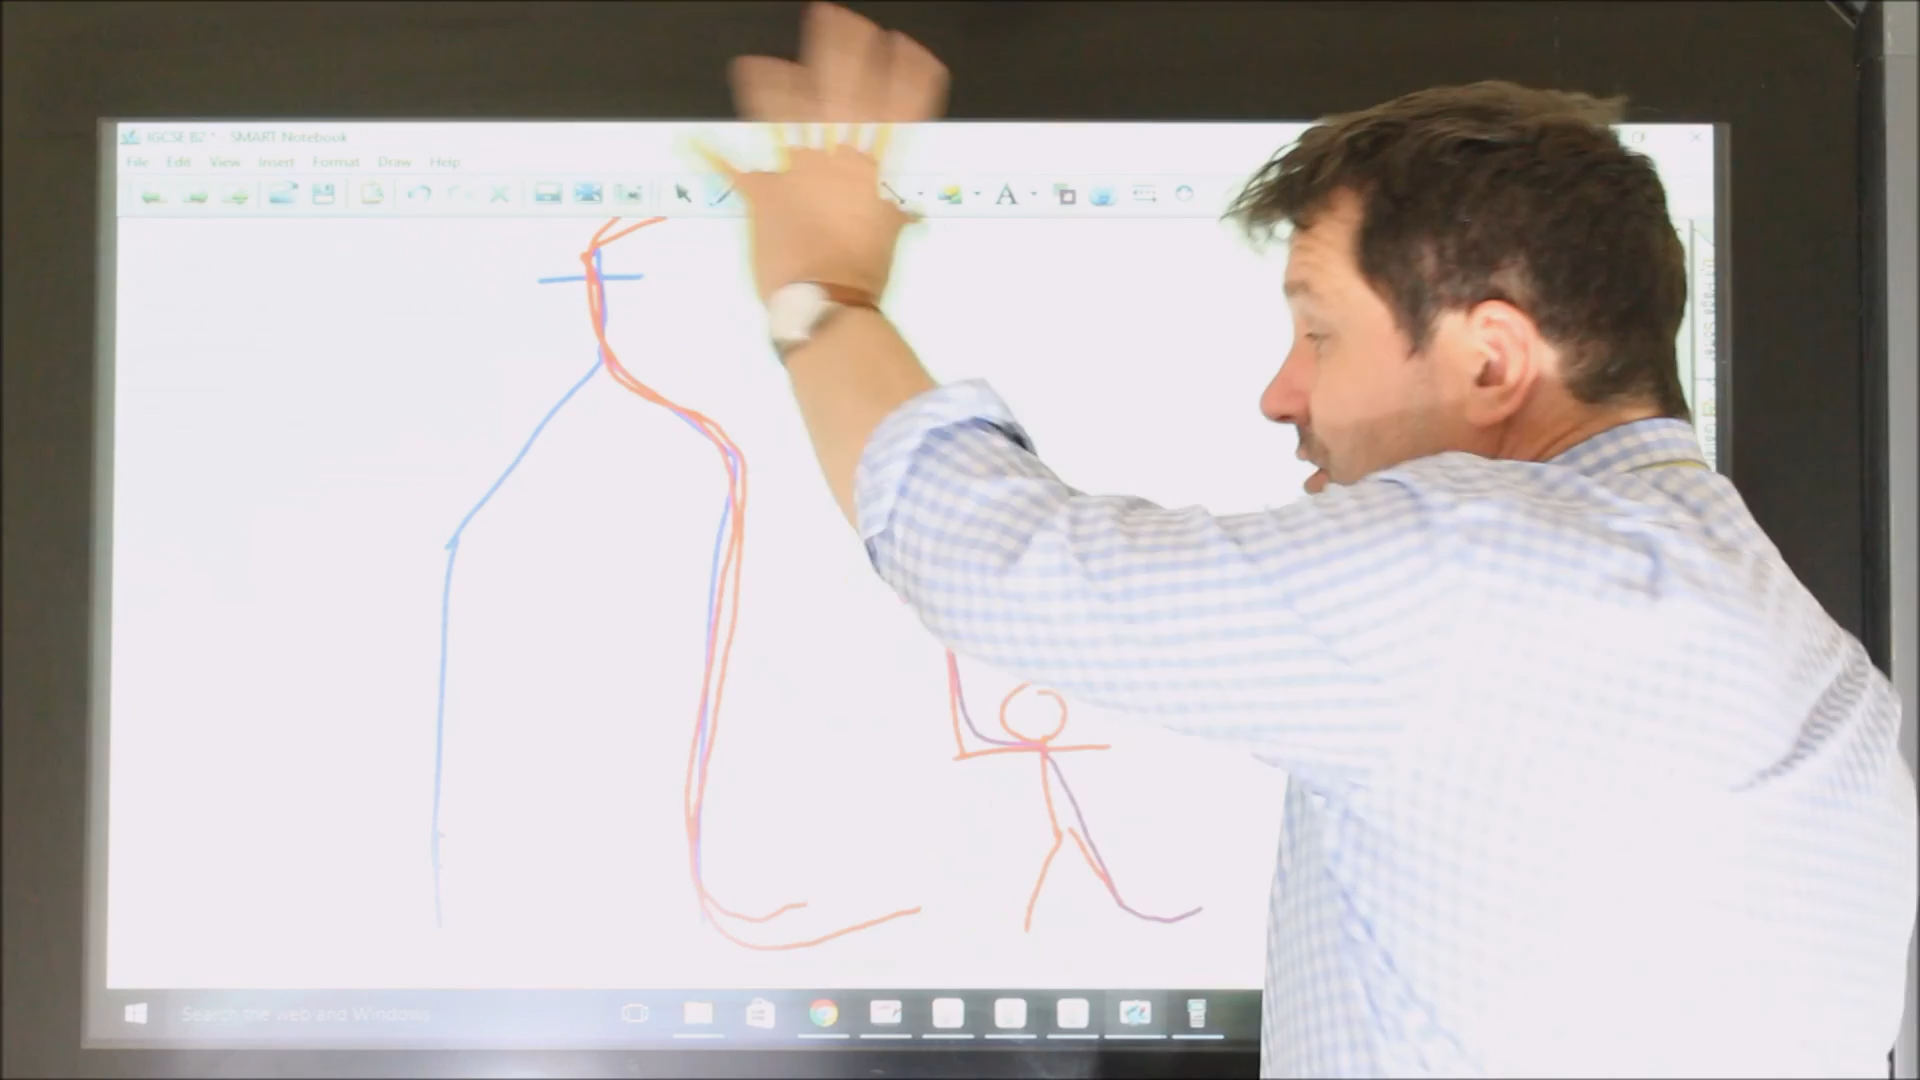 IGCSE B2 * - SMART Notebook
File Edit View Insert Format Draw Help
A
Search the web and Windows